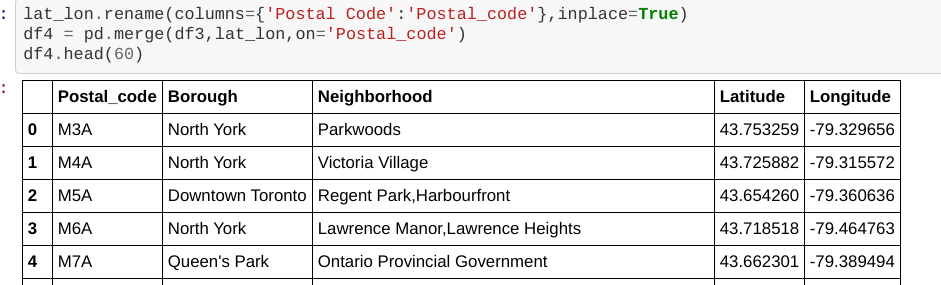 : lat_lon.rename(columns={'Postal Code':'Postal_code'},inplace=True)
df4 = pd.merge(df3,lat_lon,on='Postal_code')
df4.head(60)
:
Postal_code Borough Neighborhood Latitude Longitude
0 M3A North York Parkwoods 43.753259 -79.329656
1 M4A North York Victoria Village 43.725882 -79.315572
2 M5A Downtown Toronto Regent Park,Harbourfront 43.654260 -79.360636
3 M6A North York Lawrence Manor,Lawrence Heights 43.718518 -79.464763
4 M7A Queen's Park Ontario Provincial Government 43.662301 -79.389494